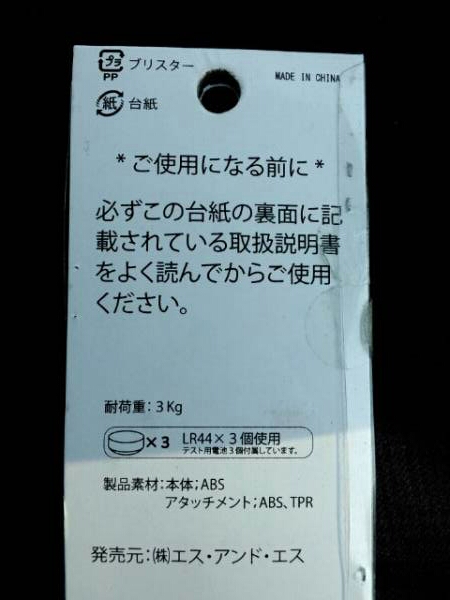 プラ ブリスター
PP
MADE IN CHINA
紙 台紙
*ご使用になる前に*
必ずこの台紙の裏面に記
載されている取扱説明書
をよく読んでからご使用
ください。
耐荷重：3Kg
×3 LR44×3個使用
テスト用電池3個付属しています。
製品素材：本体；ABS
アタッチメント；ABS、TPR
発売元：㈱エス・アンド・エス